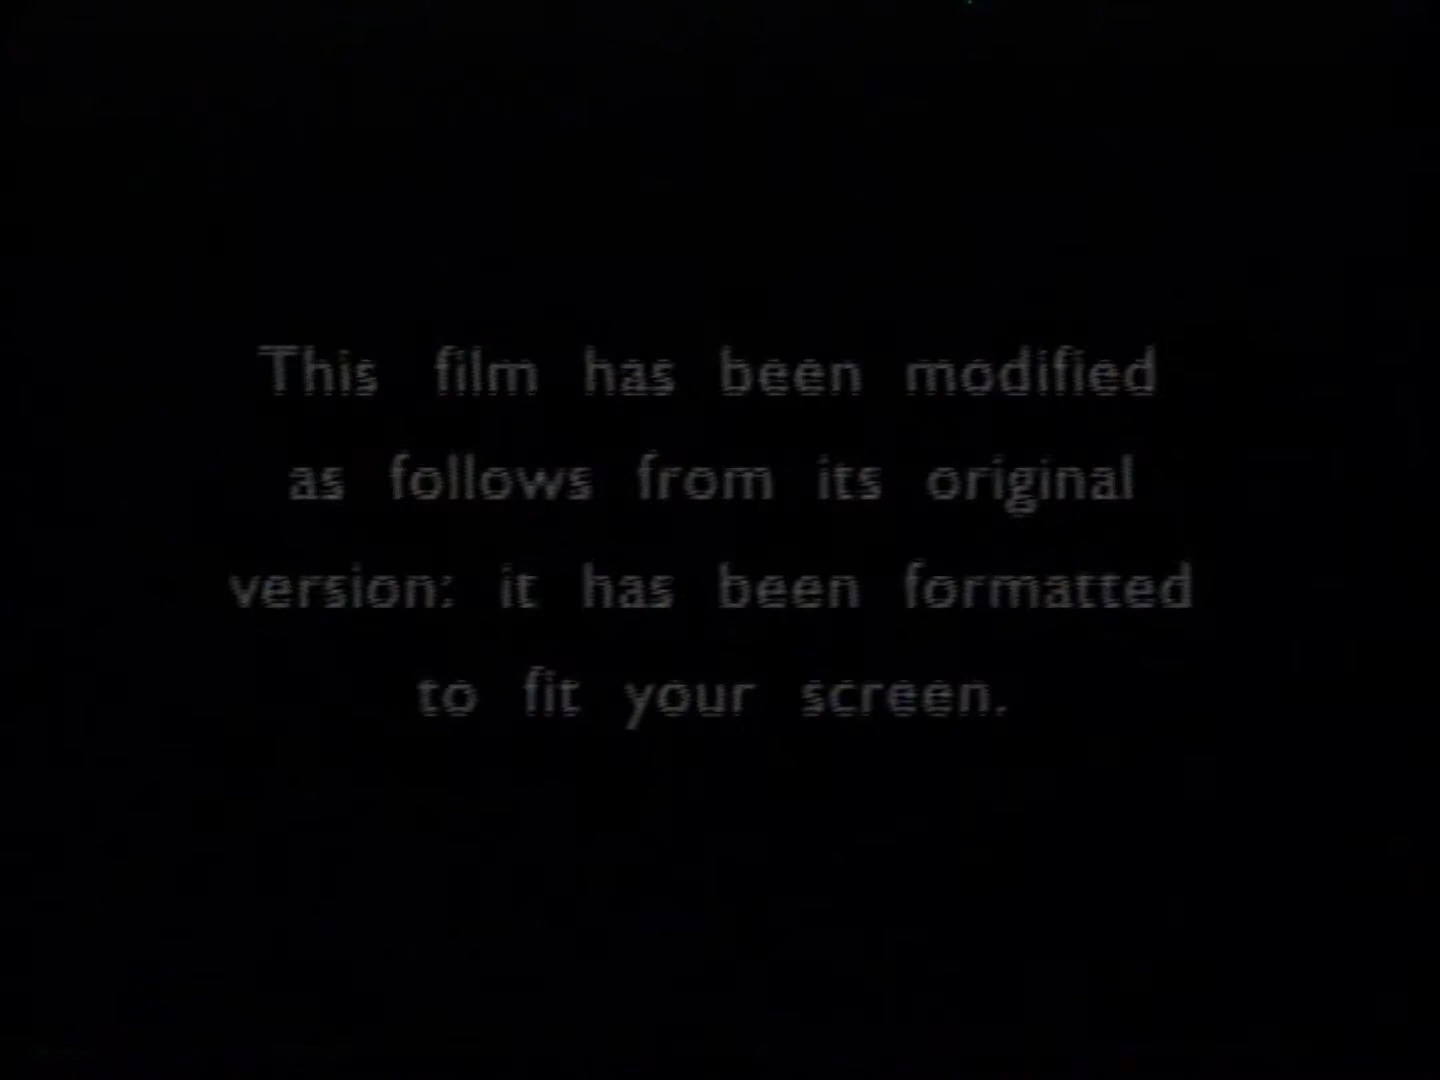 This film has been modified
as follows from its original
version: it has been formatted
to fit your screen.